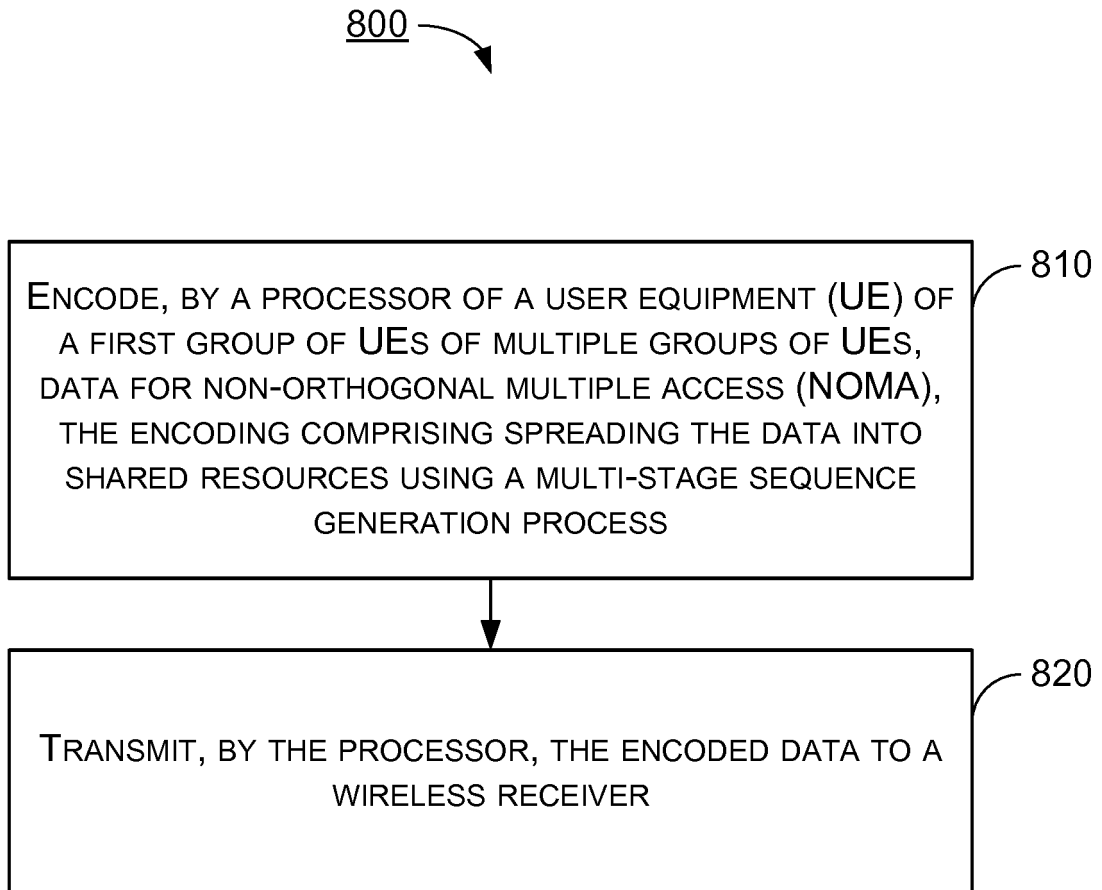 800
ENCODE, BY A PROCESSOR OF A USER EQUIPMENT (UE) OF
A FIRST GROUP OF UES OF MULTIPLE GROUPS OF UES,
DATA FOR NON-ORTHOGONAL MULTIPLE ACCESS (NOMA),
THE ENCODING COMPRISING SPREADING THE DATA INTO
SHARED RESOURCES USING A MULTI-STAGE SEQUENCE
GENERATION PROCESS
810
TRANSMIT, BY THE PROCESSOR, THE ENCODED DATA TO A
WIRELESS RECEIVER
820